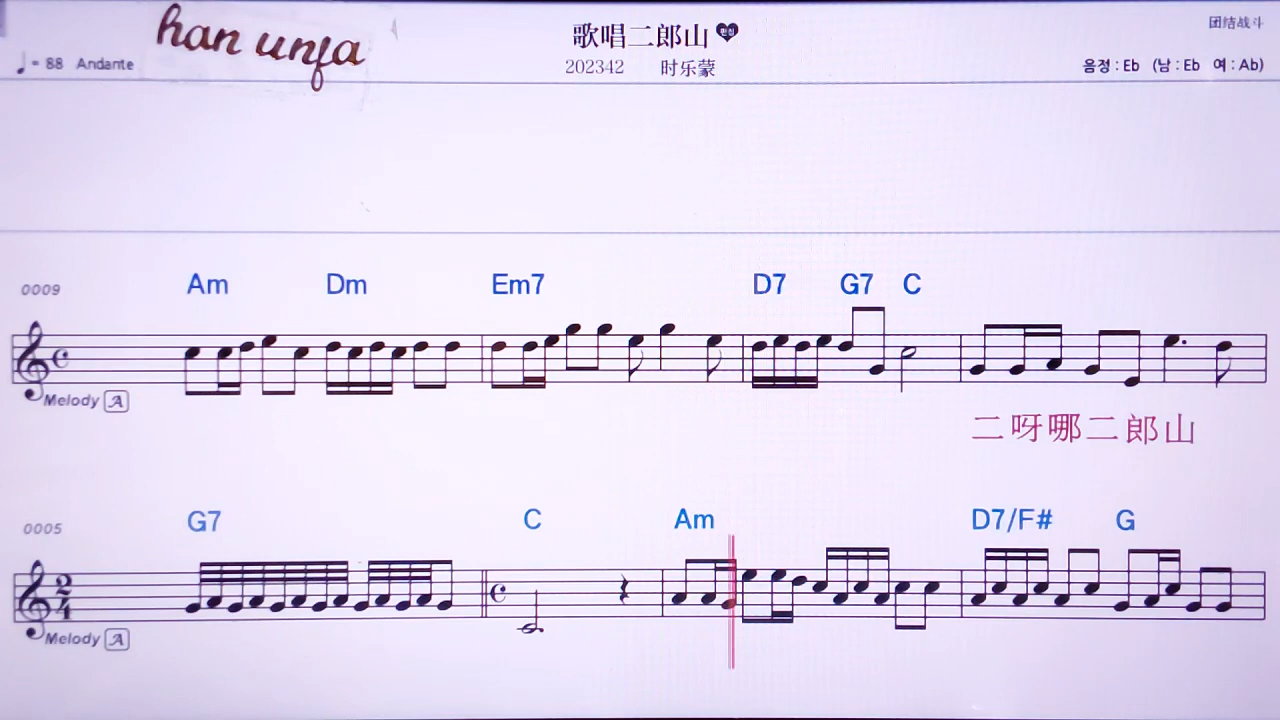 han unja
歌唱二郎山
团结战斗
♩= 88 Andante
202342 时乐蒙
음정 : Eb (남 : Eb 여 : Ab)
0009 Am Dm Em7 D7 G7 C
Melody A
二呀哪二郎山
0005 G7 C Am D7/F# G
2/4
Melody A